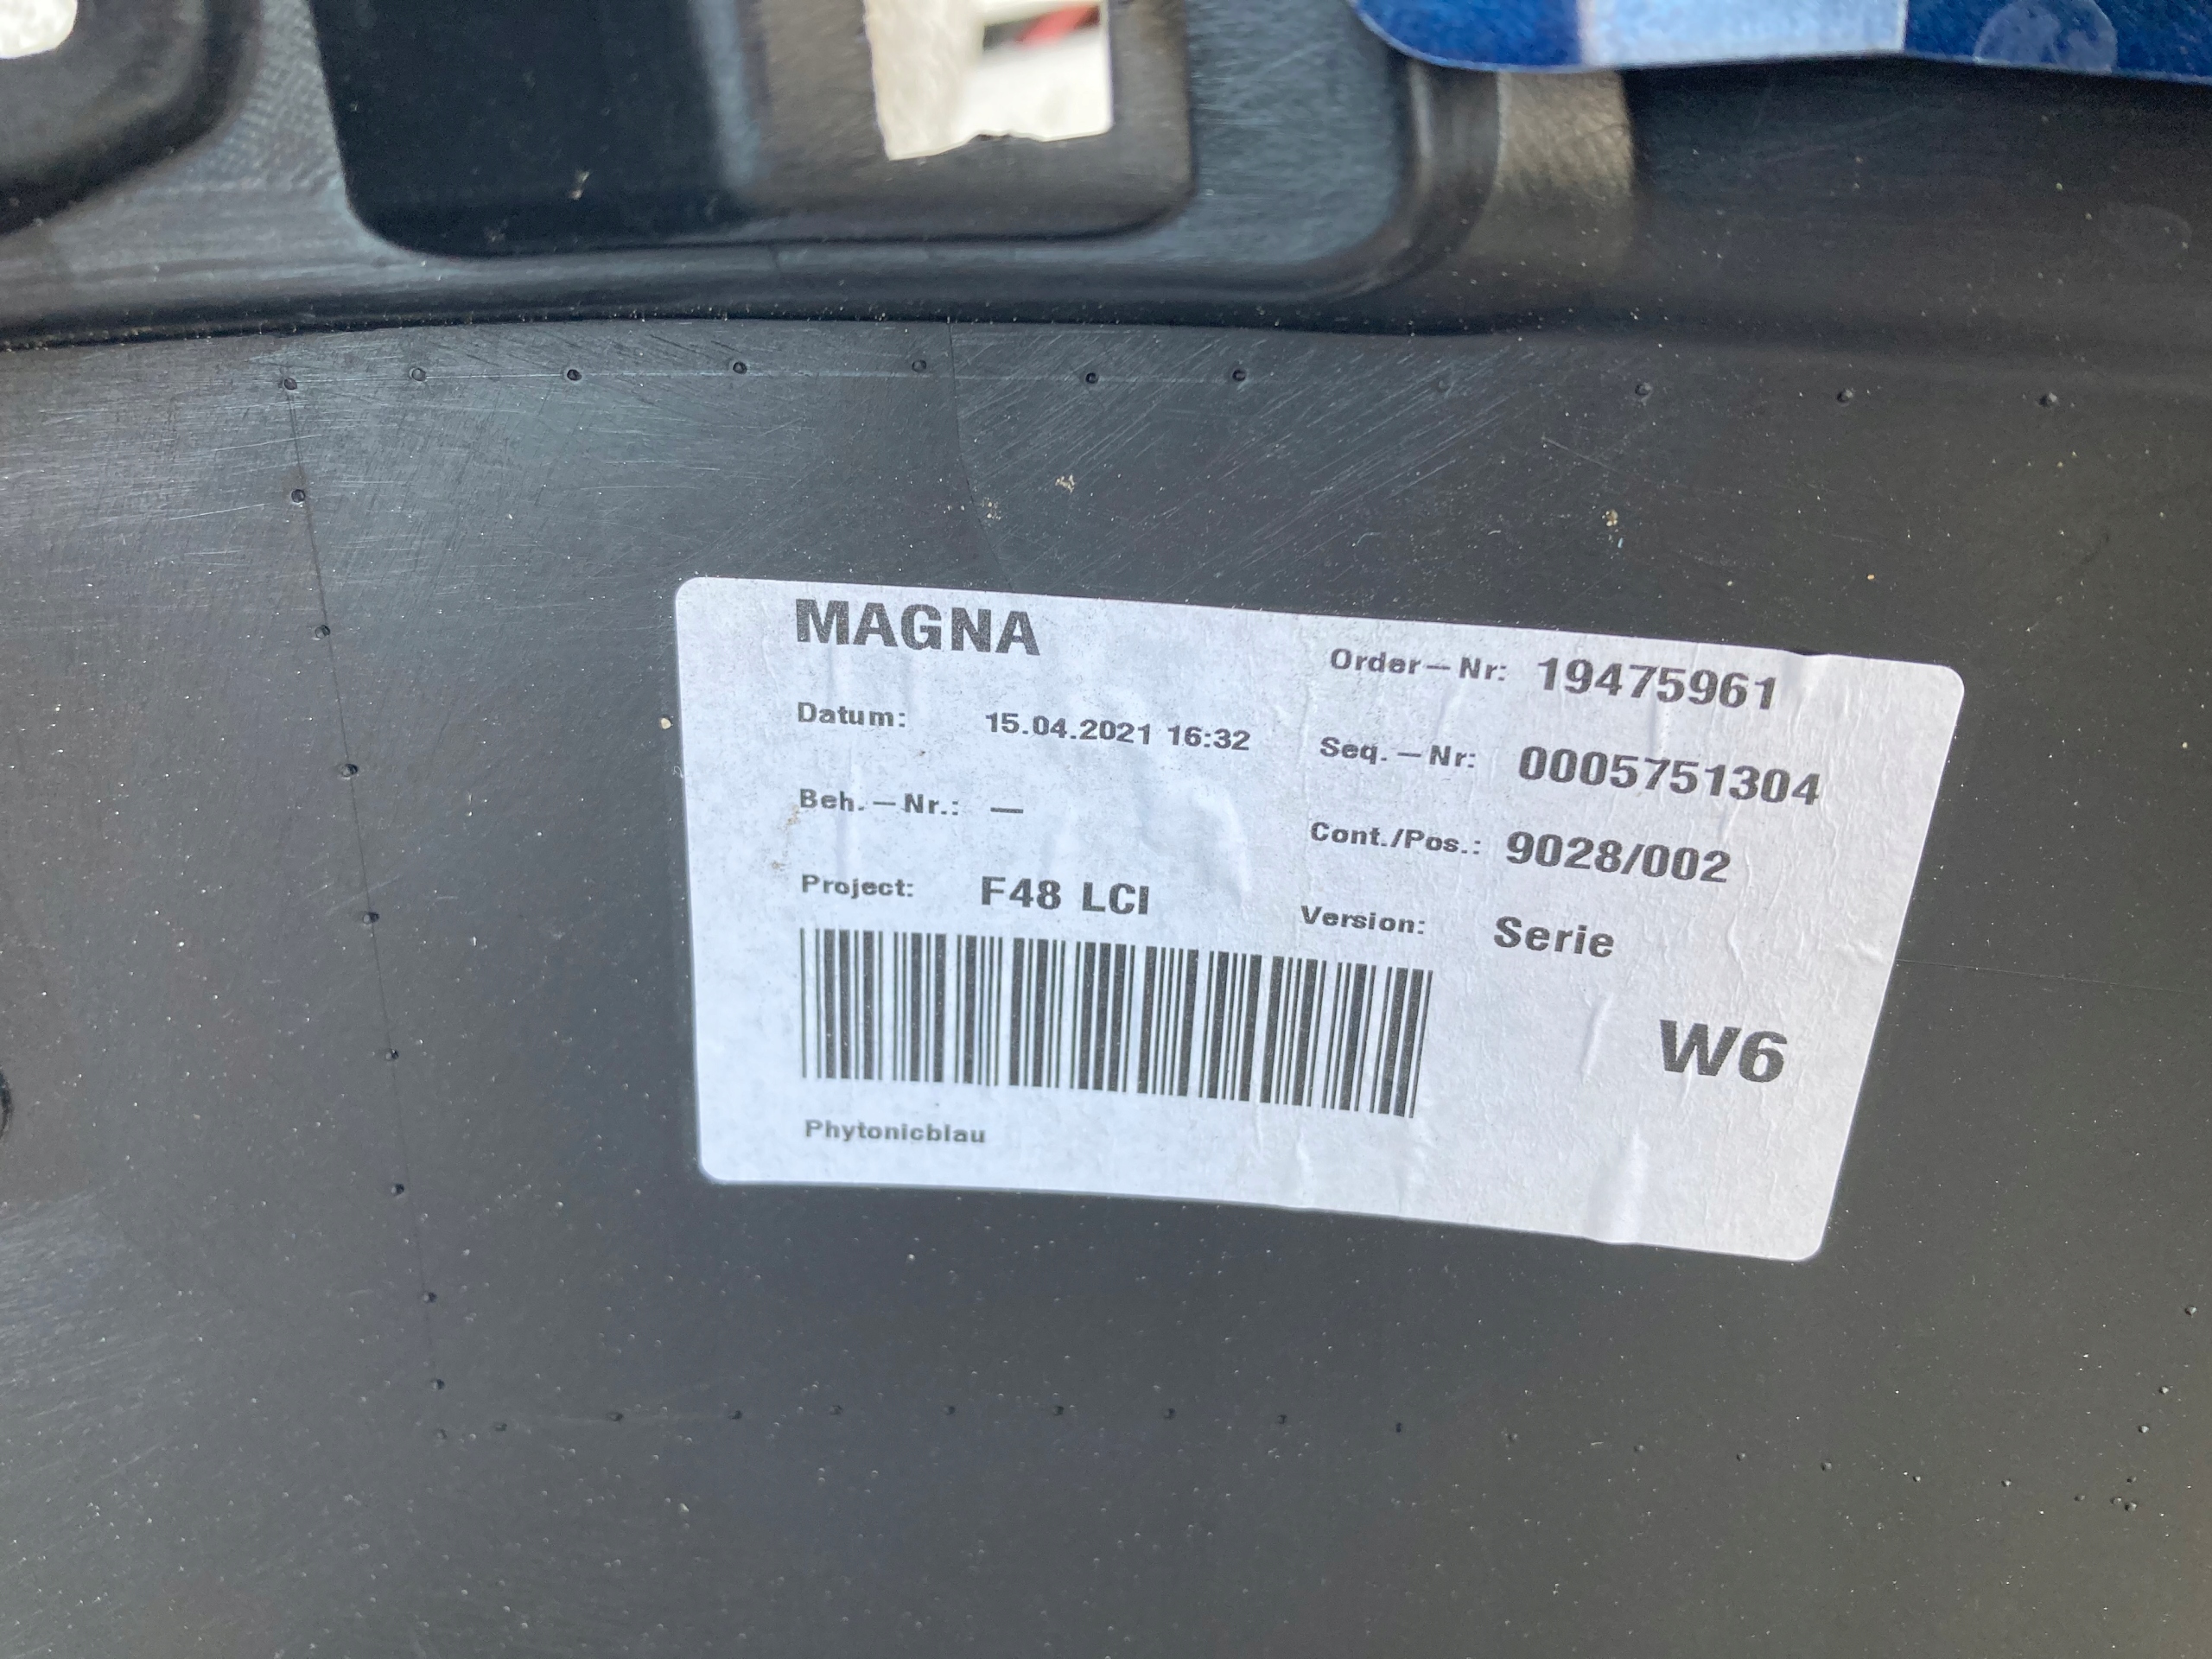 MAGNA
Order-Nr: 19475961
Datum: 15.04.2021 16:32
Seq.-Nr: 0005751304
Beh.-Nr.: —
Cont./Pos.: 9028/002
Project: F48 LCI
Version: Serie
W6
Phytonicblau